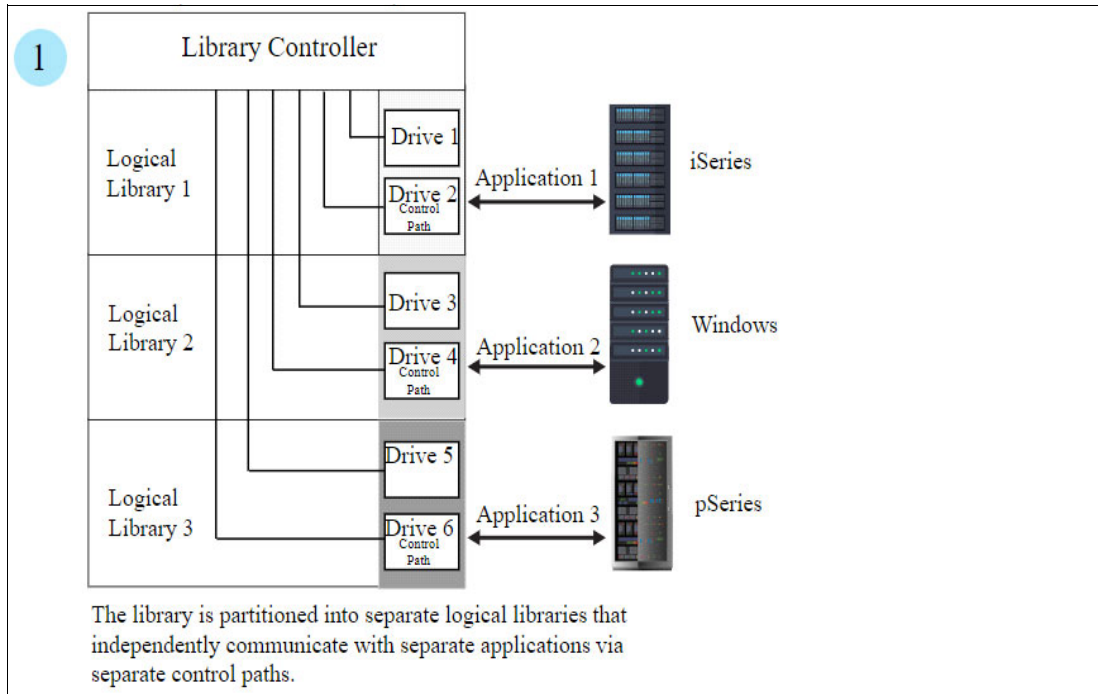 1
Library Controller
Logical
Library 1
Drive 1
Drive 2
Control
Path
Application 1
iSeries
Logical
Library 2
Drive 3
Drive 4
Control
Path
Application 2
Windows
Logical
Library 3
Drive 5
Drive 6
Control
Path
Application 3
pSeries
The library is partitioned into separate logical libraries that
independently communicate with separate applications via
separate control paths.